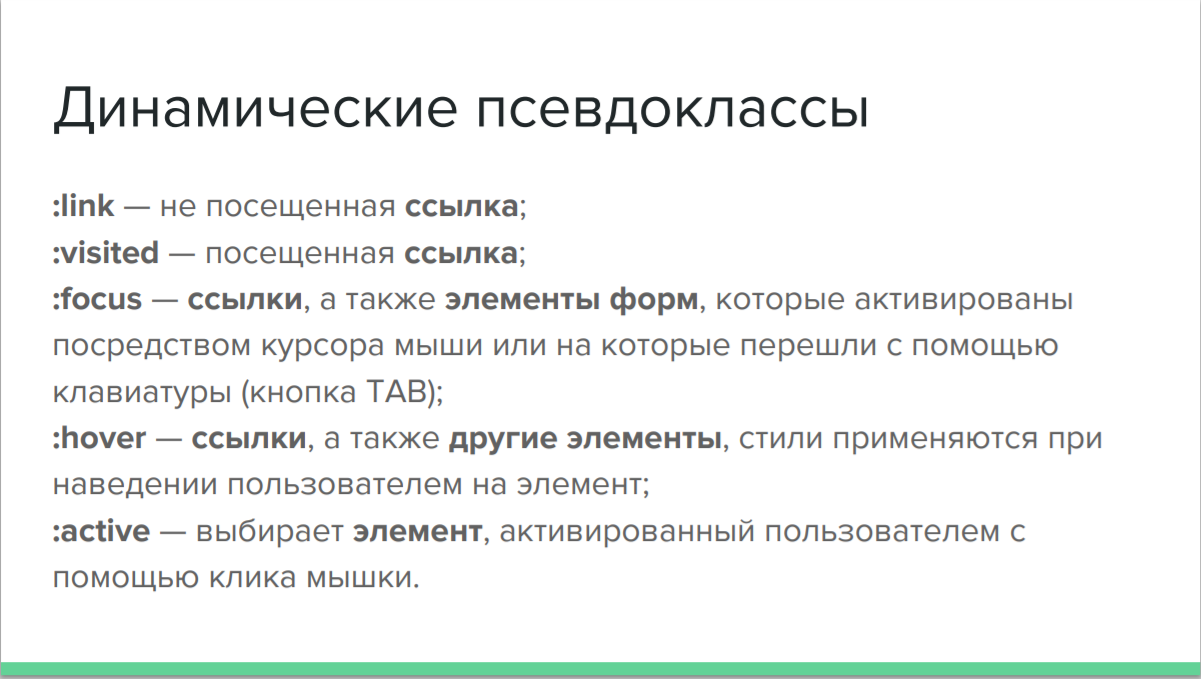 Динамические псевдоклассы
:link — не посещенная ссылка;
:visited — посещенная ссылка;
:focus — ссылки, а также элементы форм, которые активированы
посредством курсора мыши или на которые перешли с помощью
клавиатуры (кнопка TAB);
:hover — ссылки, а также другие элементы, стили применяются при
наведении пользователем на элемент;
:active — выбирает элемент, активированный пользователем с
помощью клика мышки.